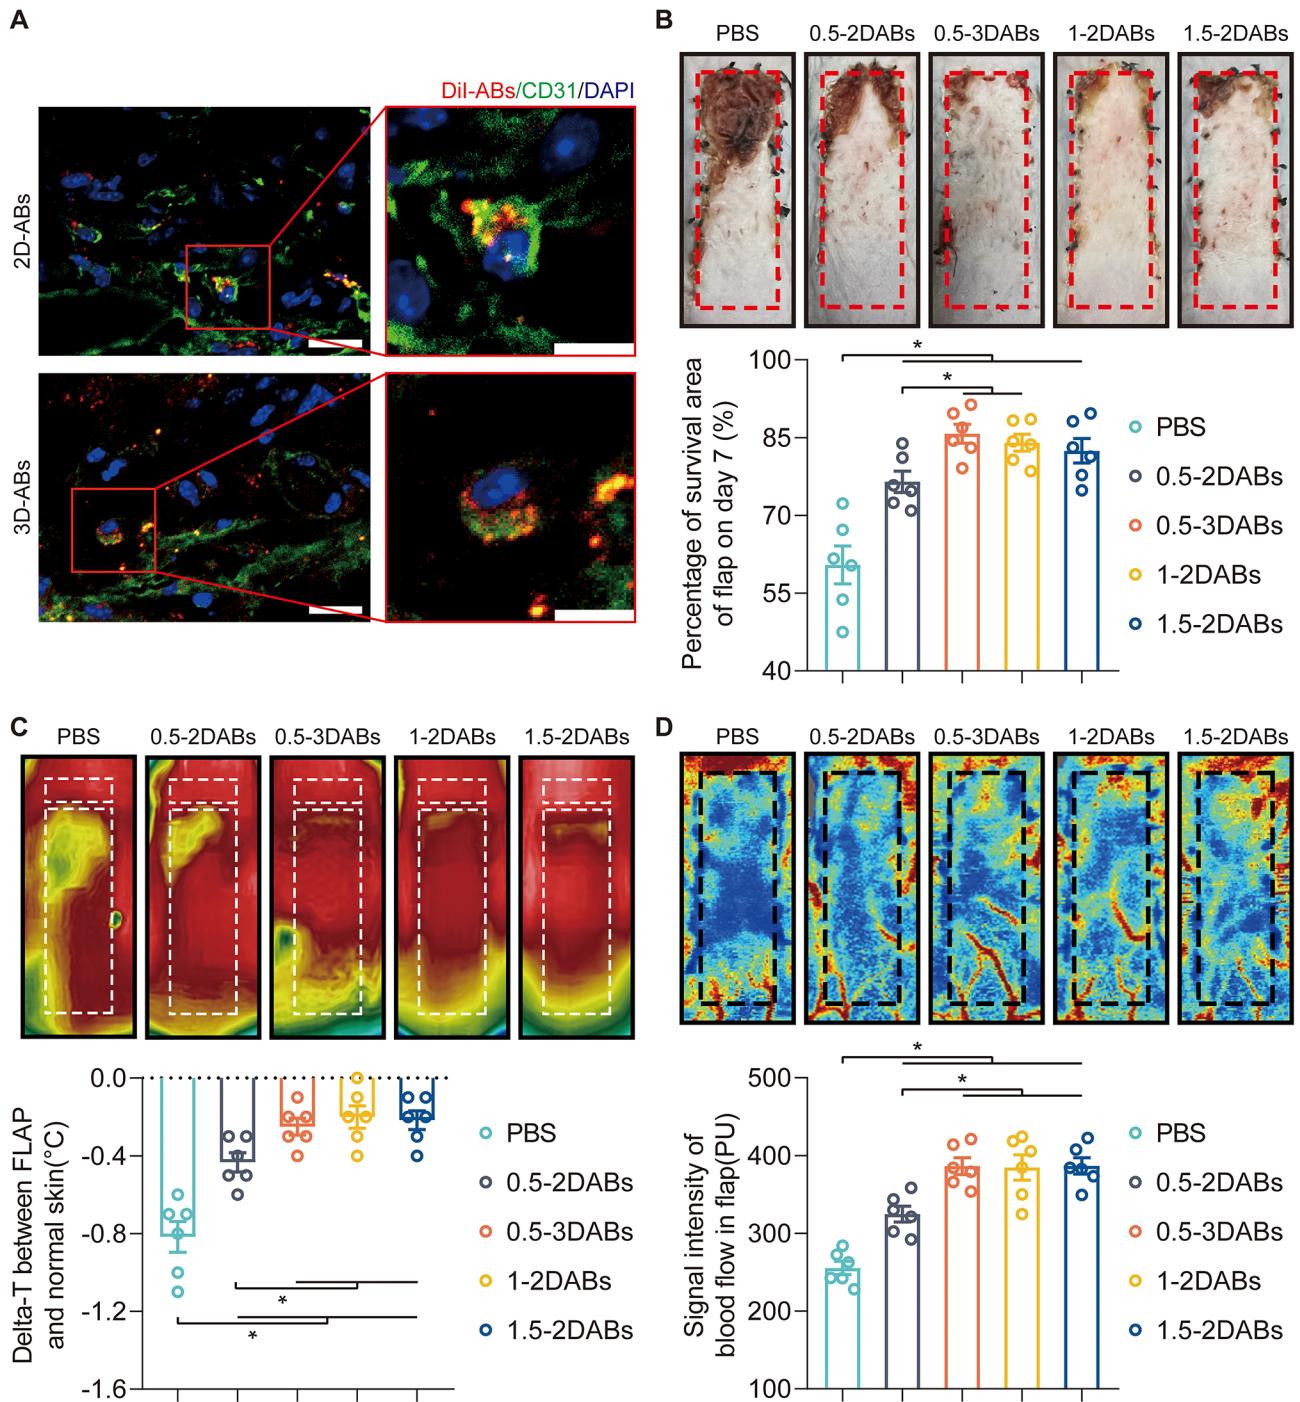 A
DiI-ABs/CD31/DAPI
2D-ABs
3D-ABs
B
PBS
0.5-2DABs
0.5-3DABs
1-2DABs
1.5-2DABs
Percentage of survival area
of flap on day 7 (%)
100
85
70
55
40
*
*
PBS
0.5-2DABs
0.5-3DABs
1-2DABs
1.5-2DABs
C
PBS
0.5-2DABs
0.5-3DABs
1-2DABs
1.5-2DABs
Delta-T between FLAP
and normal skin(°C)
0.0
-0.4
-0.8
-1.2
-1.6
*
*
PBS
0.5-2DABs
0.5-3DABs
1-2DABs
1.5-2DABs
D
PBS
0.5-2DABs
0.5-3DABs
1-2DABs
1.5-2DABs
Signal intensity of
blood flow in flap(PU)
500
400
300
200
100
*
*
PBS
0.5-2DABs
0.5-3DABs
1-2DABs
1.5-2DABs